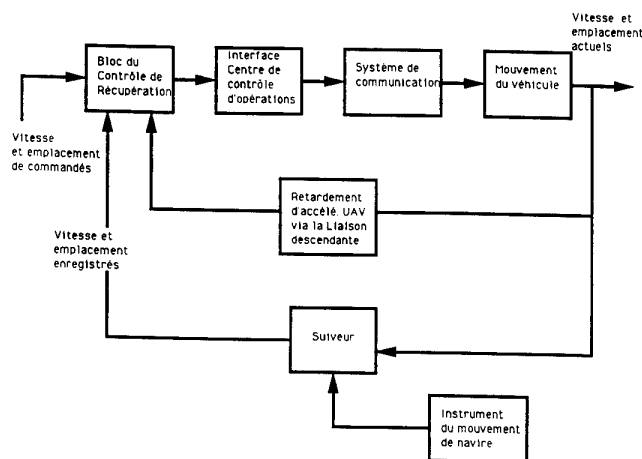 Vitesse et
emplacement
actuels
Bloc du
Contrôle de
Récupération
Interface
Centre de
contrôle
d'opérations
Système de
communication
Mouvement
du véhicule
Vitesse
et emplacement
de commandés
Retardement
d'accélé. UAV
via la Liaison
descendante
Vitesse et
emplacement
enregistrés
Suiveur
Instrument
du mouvement
de navire